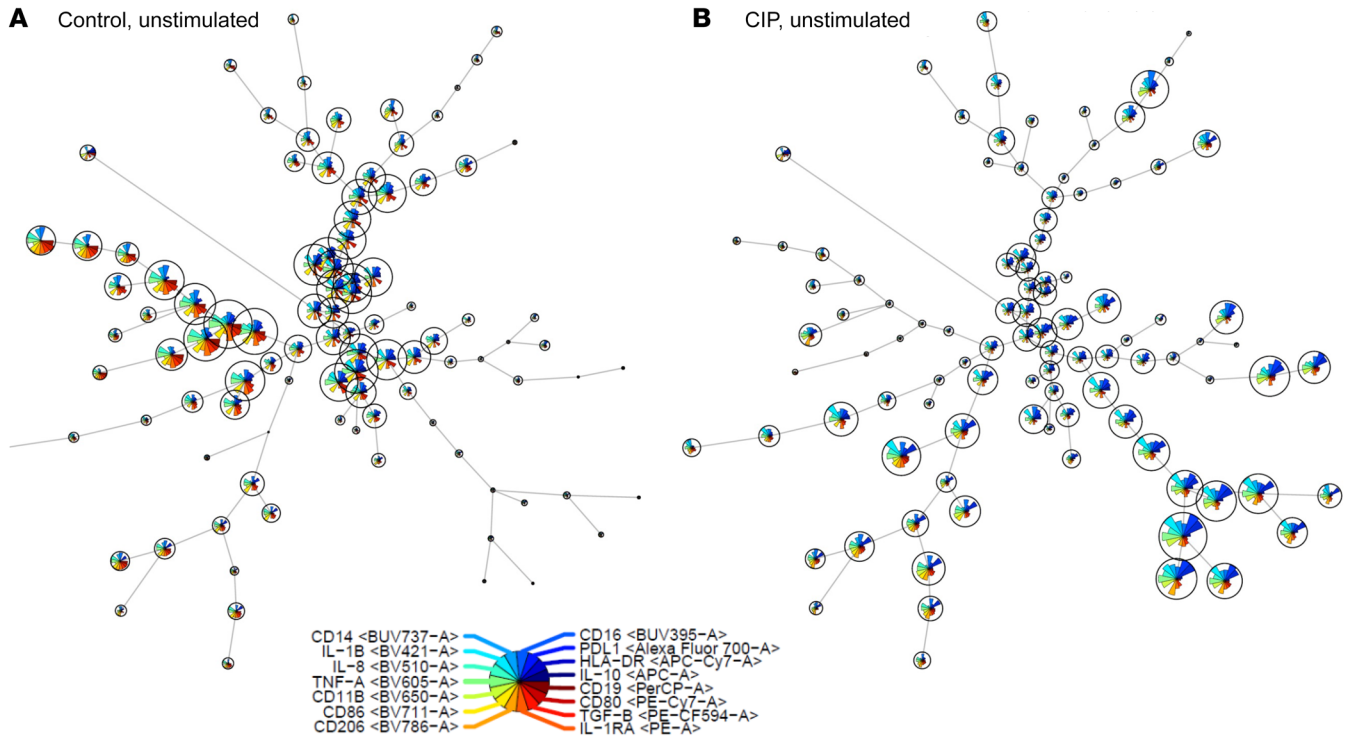 A Control, unstimulated
B CIP, unstimulated
CD14 <BUV737-A>
IL-1B <BV421-A>
IL-8 <BV510-A>
TNF-A <BV605-A>
CD11B <BV650-A>
CD86 <BV711-A>
CD206 <BV786-A>
CD16 <BUV395-A>
PDL1 <Alexa Fluor 700-A>
HLA-DR <APC-Cy7-A>
IL-10 <APC-A>
CD19 <PerCP-A>
CD80 <PE-Cy7-A>
TGF-B <PE-CF594-A>
IL-1RA <PE-A>